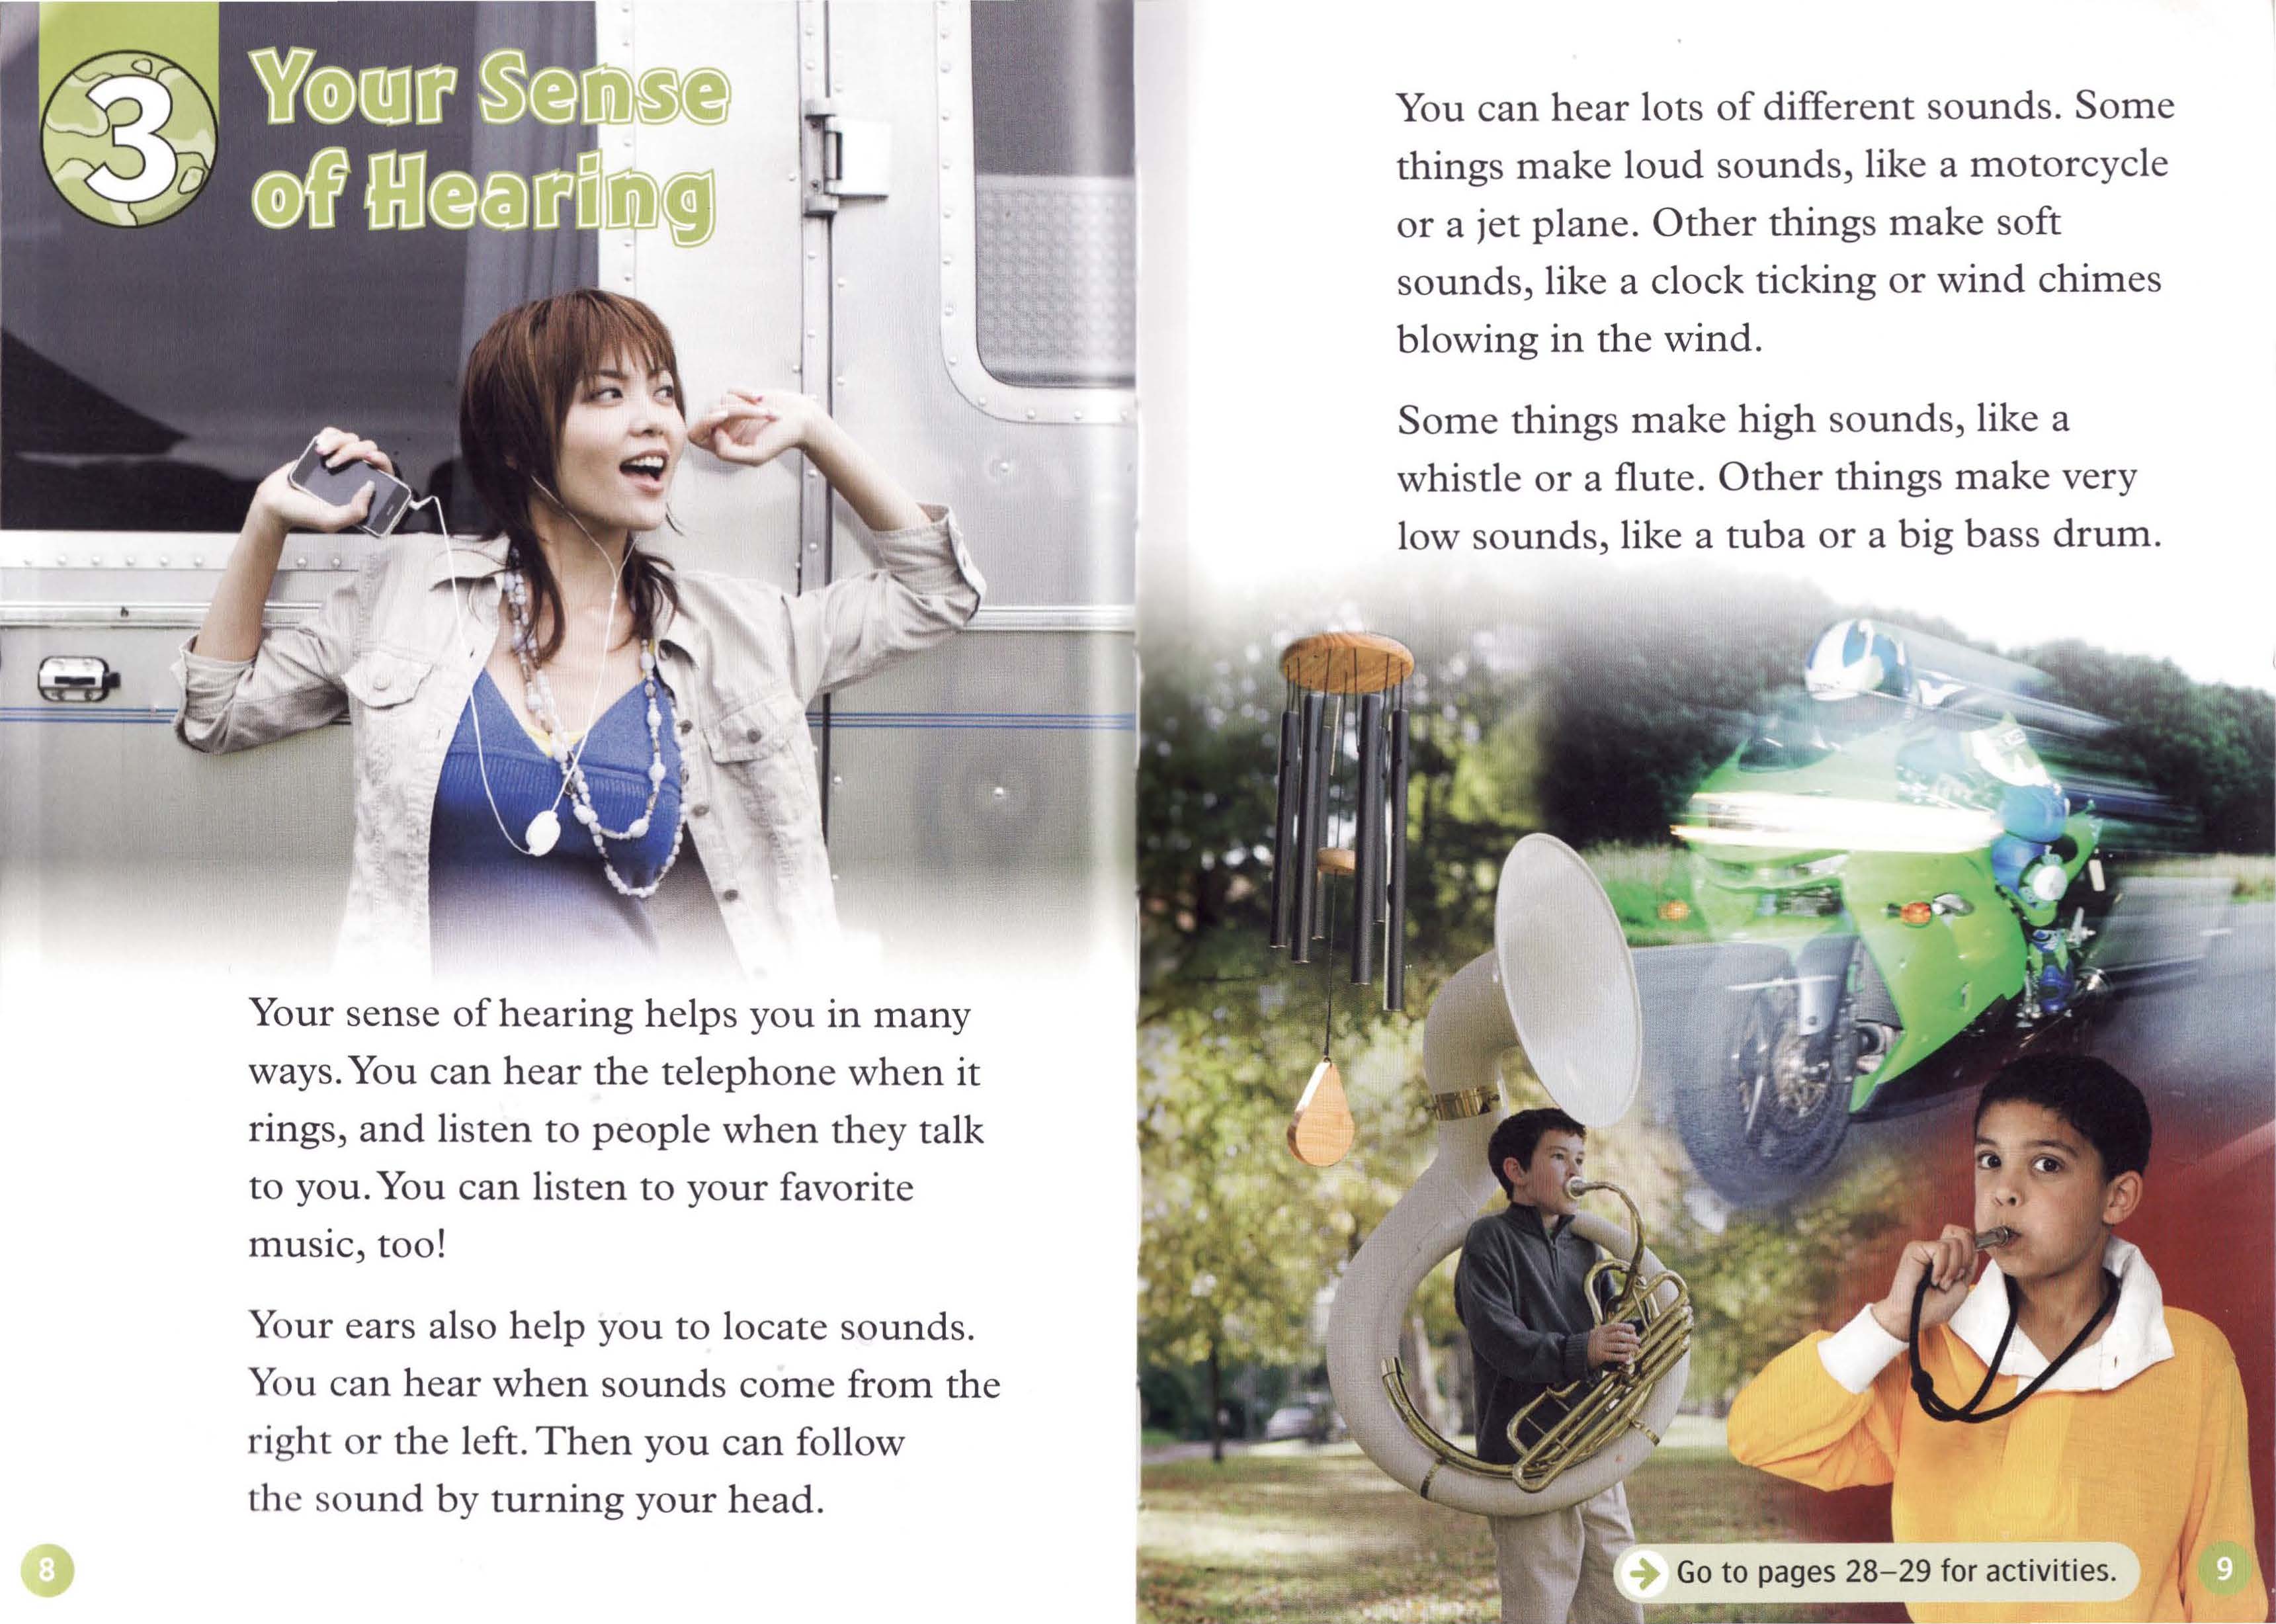 3
Your Sense
of Hearing
Your sense of hearing helps you in many
ways. You can hear the telephone when it
rings, and listen to people when they talk
to you. You can listen to your favorite
music, too!
Your ears also help you to locate sounds.
You can hear when sounds come from the
right or the left. Then you can follow
the sound by turning your head.
8
You can hear lots of different sounds. Some
things make loud sounds, like a motorcycle
or a jet plane. Other things make soft
sounds, like a clock ticking or wind chimes
blowing in the wind.
Some things make high sounds, like a
whistle or a flute. Other things make very
low sounds, like a tuba or a big bass drum.
Go to pages 28–29 for activities.
9